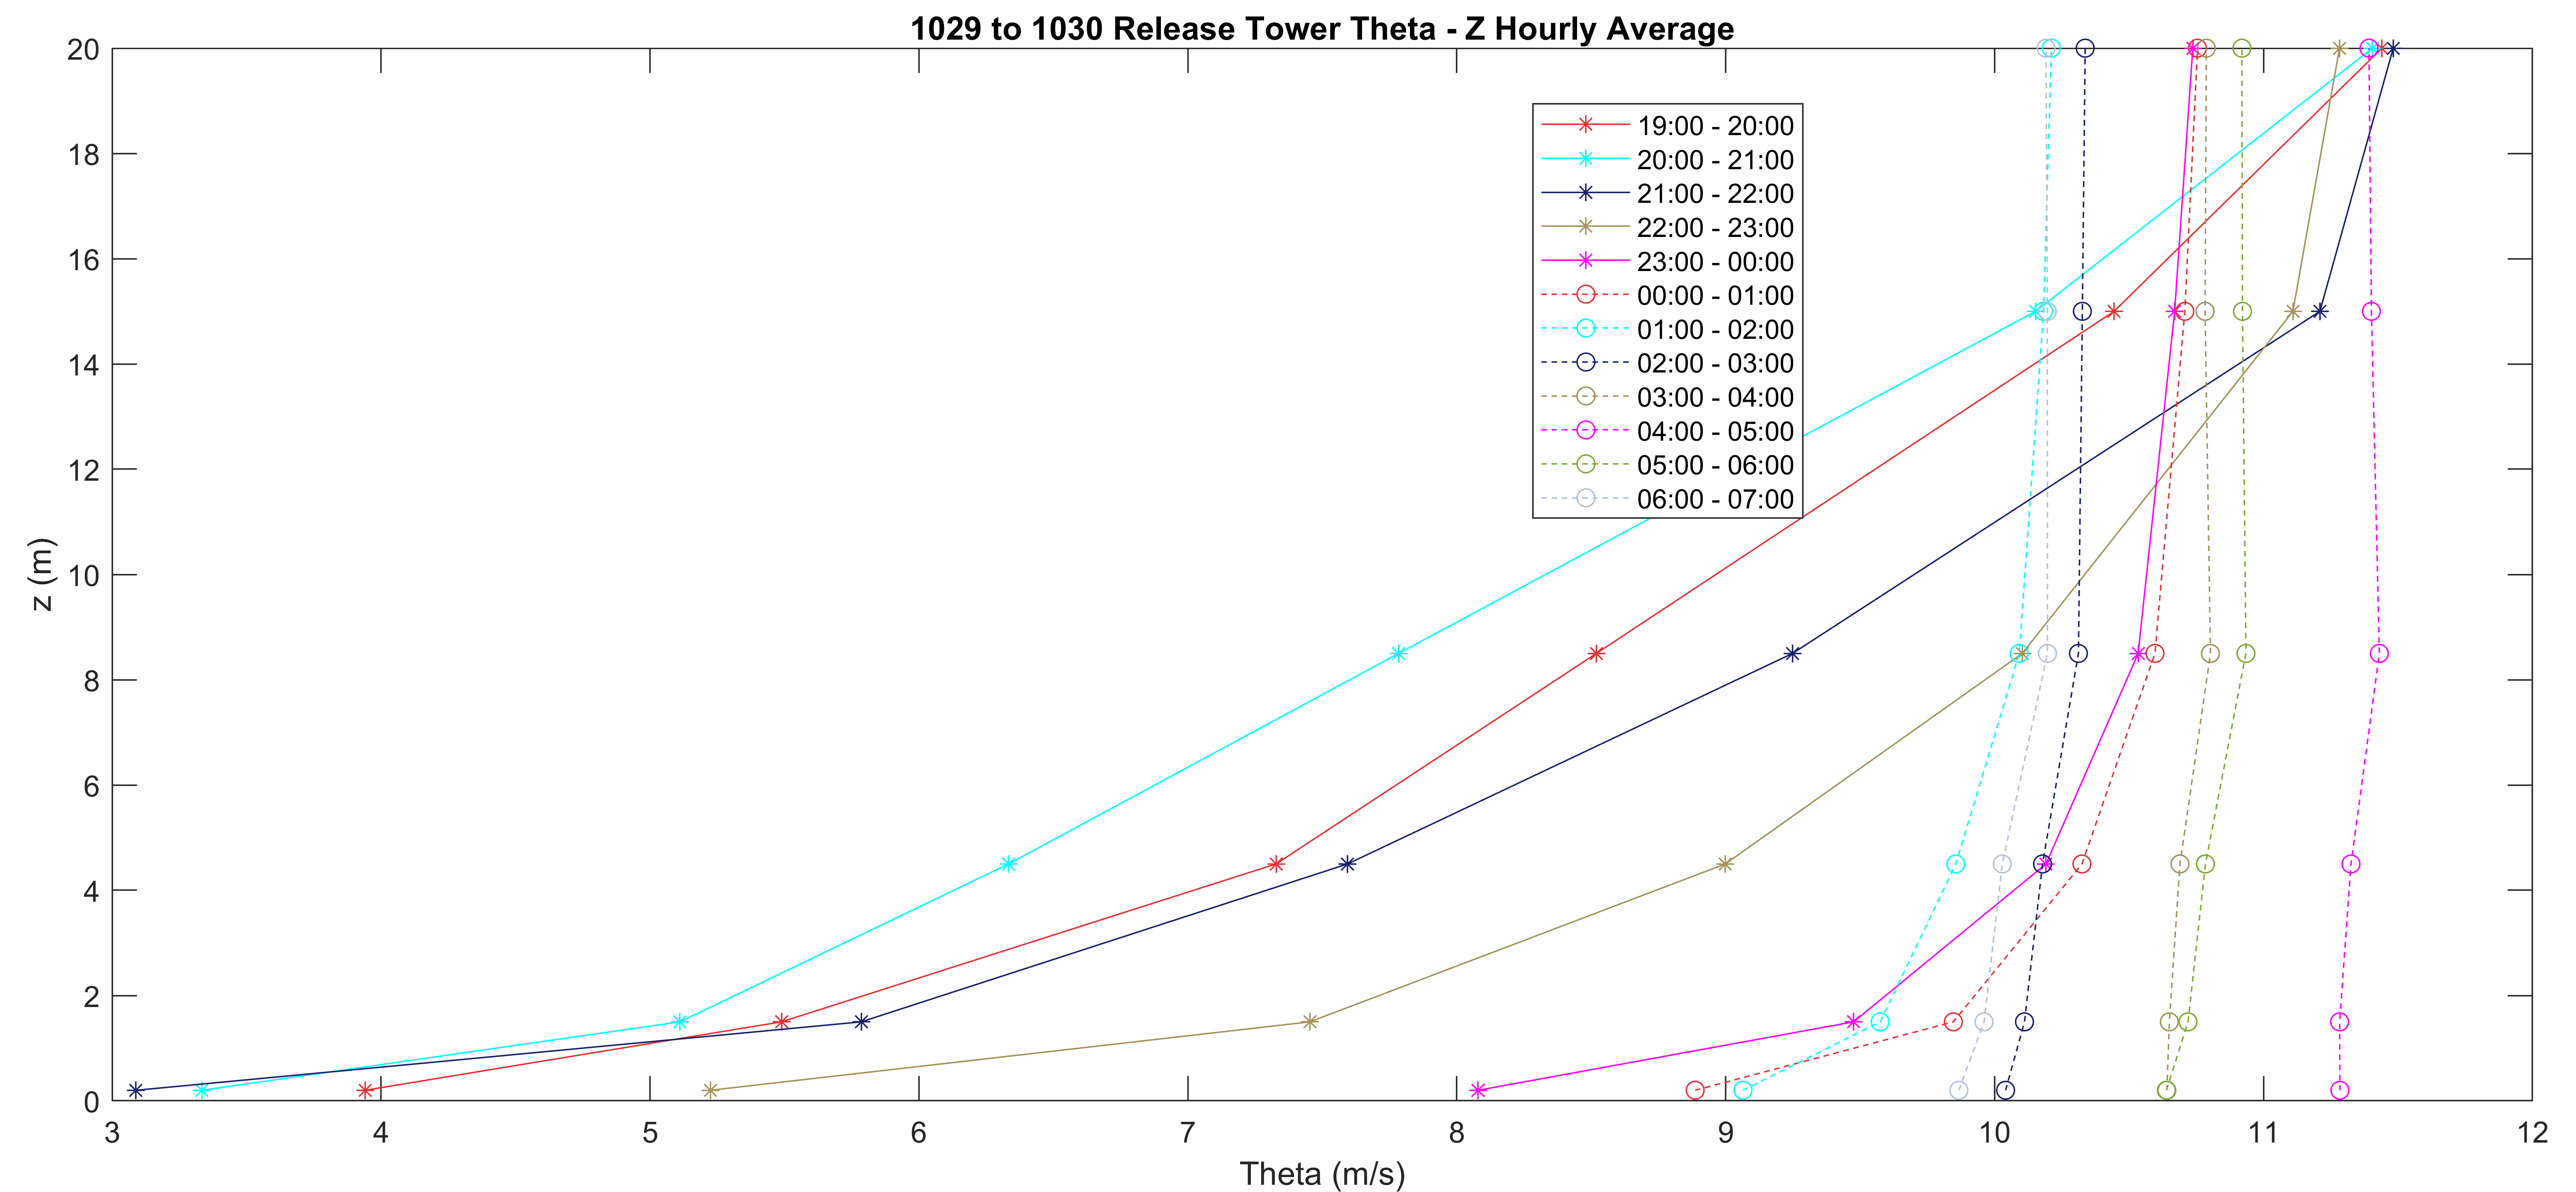 1029 to 1030 Release Tower Theta - Z Hourly Average
20
18
16
14
12
10
8
6
4
2
0
z (m)
19:00 - 20:00
20:00 - 21:00
21:00 - 22:00
22:00 - 23:00
23:00 - 00:00
00:00 - 01:00
01:00 - 02:00
02:00 - 03:00
03:00 - 04:00
04:00 - 05:00
05:00 - 06:00
06:00 - 07:00
3 4 5 6 7 8 9 10 11 12
Theta (m/s)